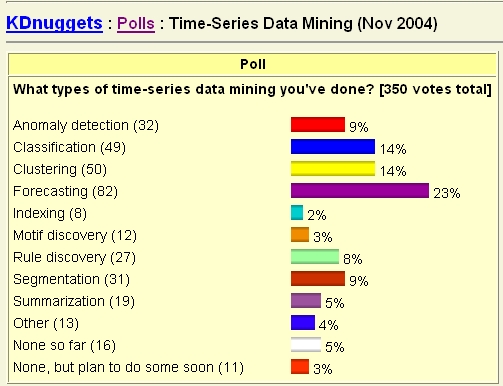 KDnuggets : Polls : Time-Series Data Mining (Nov 2004)
Poll
What types of time-series data mining you've done? [350 votes total]
Anomaly detection (32) 9%
Classification (49) 14%
Clustering (50) 14%
Forecasting (82) 23%
Indexing (8) 2%
Motif discovery (12) 3%
Rule discovery (27) 8%
Segmentation (31) 9%
Summarization (19) 5%
Other (13) 4%
None so far (16) 5%
None, but plan to do some soon (11) 3%